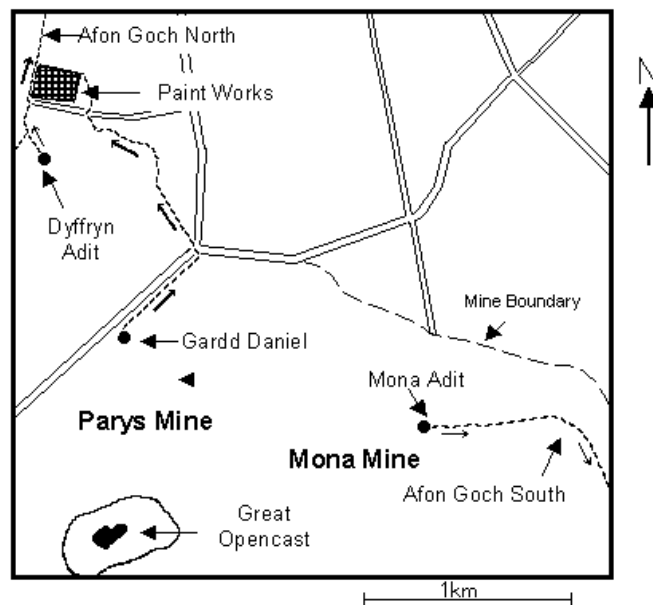 Afon Goch North
N
Paint Works
Dyffryn
Adit
Mine Boundary
Gardd Daniel
Mona Adit
Parys Mine
Mona Mine
Afon Goch South
Great
Opencast
1km